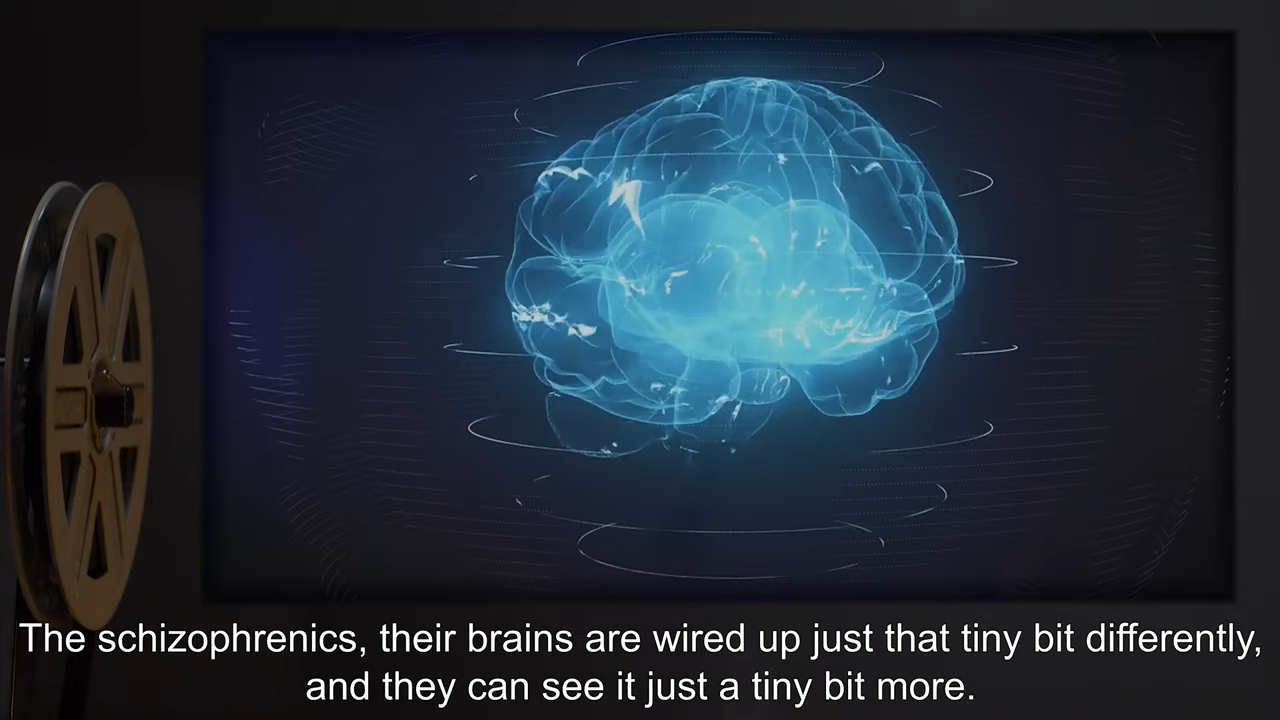 The schizophrenics, their brains are wired up just that tiny bit differently,
and they can see it just a tiny bit more.